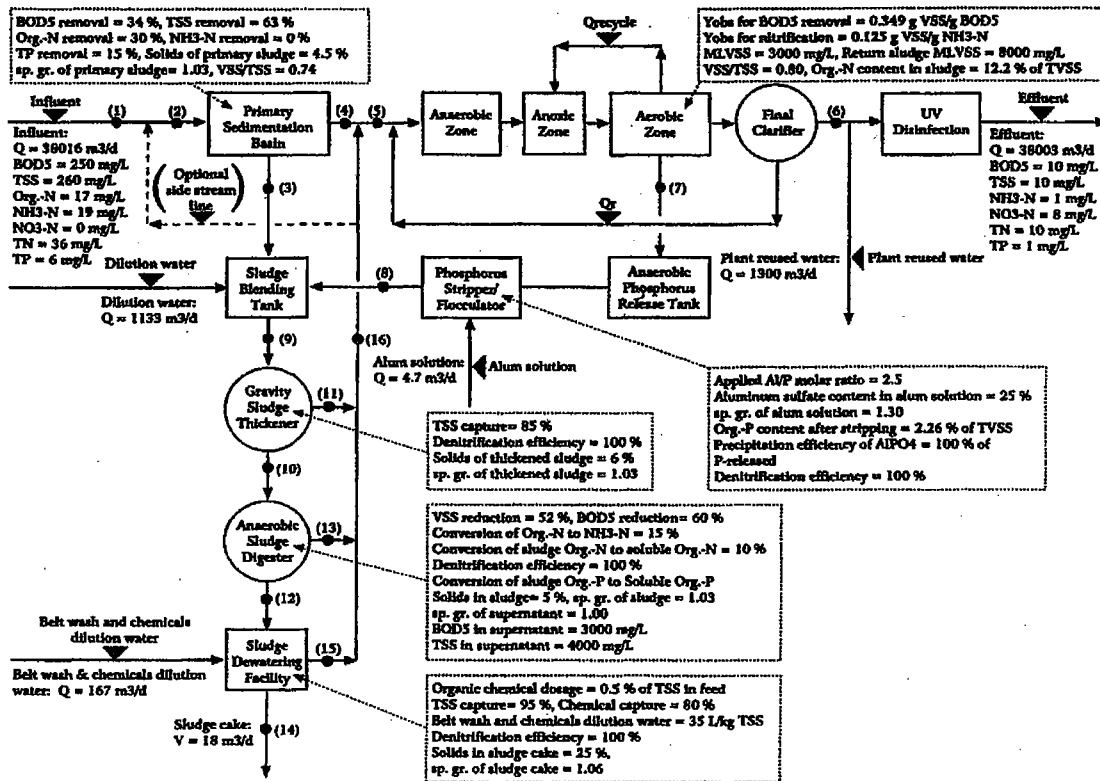 BOD5 removal = 34 %, TSS removal = 63 %
Org.-N removal = 30 %, NH3-N removal = 0 %
TP removal = 15 %, Solids of primary sludge = 4.5 %
sp. gr. of primary sludge= 1.03, VSS/TSS = 0.74
Qrecycle
Yobs for BOD5 removal = 0.349 g VSS/g BOD5
Yobs for nitrification = 0.125 g VSS/g NH3-N
MLVSS = 3000 mg/L, Return sludge MLVSS = 8000 mg/L
VSS/TSS = 0.80, Org.-N content in sludge = 12.2 % of TVSS
Influent
(1)
(2)
Primary
Sedimentation
Basin
(4)
(5)
Anaerobic
Zone
Anoxic
Zone
Aerobic
Zone
Final
Clarifier
(6)
UV
Disinfection
Effluent
Influent:
Q = 38016 m3/d
BOD5 = 250 mg/L
TSS = 260 mg/L
Org.-N = 17 mg/L
NH3-N = 19 mg/L
NO3-N = 0 mg/L
TN = 36 mg/L
TP = 6 mg/L
(Optional
side stream
line)
(3)
(7)
Qr
Effluent:
Q = 38003 m3/d
BOD5 = 10 mg/L
TSS = 10 mg/L
NH3-N = 1 mg/L
NO3-N = 8 mg/L
TN = 10 mg/L
TP = 1 mg/L
Dilution water
Dilution water:
Q = 1133 m3/d
Sludge
Blending
Tank
(8)
Phosphorus
Stripper/
Flocculator
Anaerobic
Phosphorus
Release Tank
Plant reused water:
Q = 1300 m3/d
Plant reused water
(9)
(16)
Alum solution:
Q = 4.7 m3/d
Alum solution
Gravity
Sludge
Thickener
(11)
TSS capture= 85 %
Denitrification efficiency = 100 %
Solids of thickened sludge = 6 %
sp. gr. of thickened sludge = 1.03
Applied Al/P molar ratio = 2.5
Aluminum sulfate content in alum solution = 25 %
sp. gr. of alum solution = 1.30
Org.-P content after stripping = 2.26 % of TVSS
Precipitation efficiency of AlPO4 = 100 % of
P-released
Denitrification efficiency = 100 %
(10)
Anaerobic
Sludge
Digester
(13)
VSS reduction = 52 %, BOD5 reduction= 60 %
Conversion of Org.-N to NH3-N = 15 %
Conversion of sludge Org.-N to soluble Org.-N = 10 %
Denitrification efficiency = 100 %
Conversion of sludge Org.-P to Soluble Org.-P
Solids in sludge= 5 %, sp. gr. of sludge = 1.03
sp. gr. of supernatant = 1.00
BOD5 in supernatant = 3000 mg/L
TSS in supernatant = 4000 mg/L
(12)
Belt wash and chemicals
dilution water
Belt wash & chemicals dilution
water: Q = 167 m3/d
Sludge
Dewatering
Facility
(15)
Organic chemical dosage = 0.5 % of TSS in feed
TSS capture= 95 %, Chemical capture = 80 %
Belt wash and chemicals dilution water = 35 L/kg TSS
Denitrification efficiency = 100 %
Solids in sludge cake = 25 %,
sp. gr. of sludge cake = 1.06
Sludge cake:
V = 18 m3/d
(14)